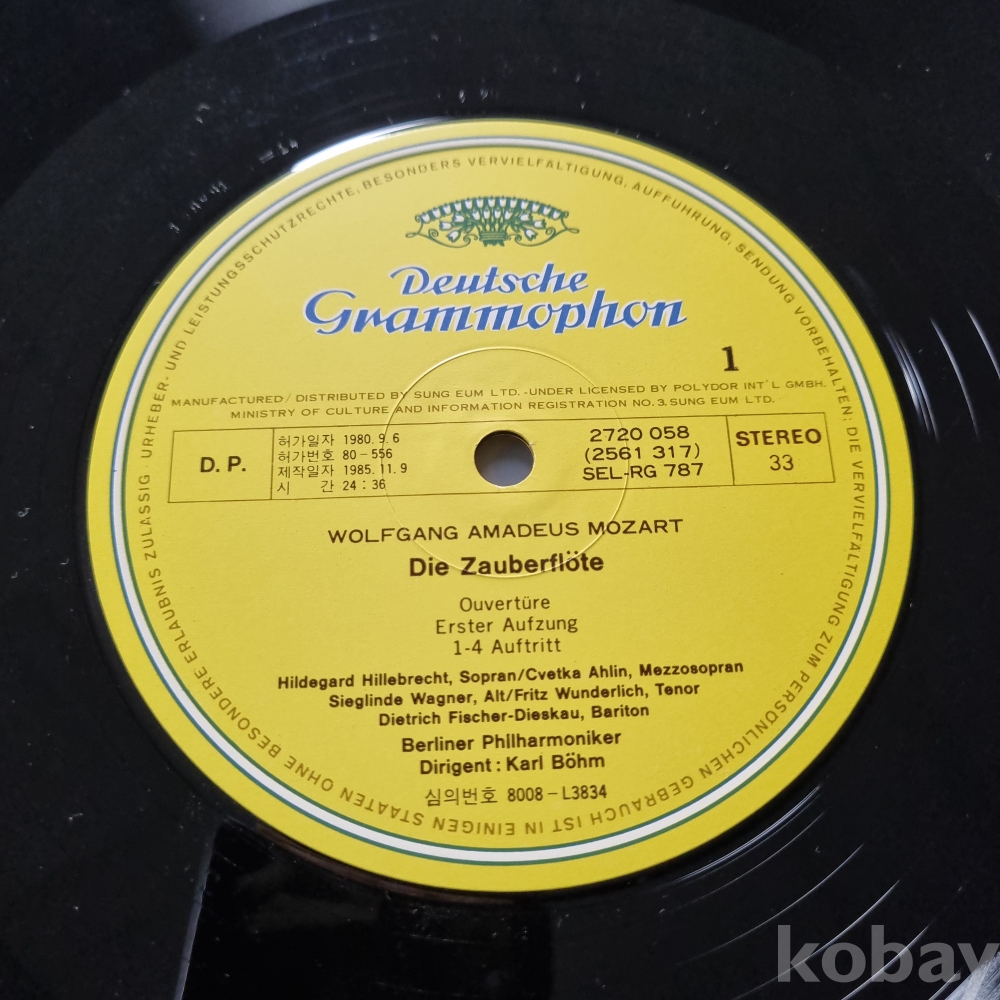 URHEBER- UND LEISTUNGSSCHUTZRECHTE, BESONDERS VERVIELFÄLTIGUNG, AUFFÜHRUNG, SENDUNG VORBEHALTEN; DIE VERVIELFÄLTIGUNG ZUM PERSÖNLICHEN GEBRAUCH IST IN EINIGEN STAATEN OHNE BESONDERE ERLAUBNIS ZULÄSSIG ·
Deutsche
Grammophon
1
MANUFACTURED/DISTRIBUTED BY SUNG EUM LTD.-UNDER LICENSED BY POLYDOR INT'L GMBH.
MINISTRY OF CULTURE AND INFORMATION REGISTRATION NO.3.SUNG EUM LTD.
D.P.
허가일자 1980.9.6
허가번호 80-556
제작일자 1985.11.9
시 간 24:36
2720 058
(2561 317)
SEL-RG 787
STEREO
33
WOLFGANG AMADEUS MOZART
Die Zauberflöte
Ouvertüre
Erster Aufzung
1-4 Auftritt
Hildegard Hillebrecht, Sopran/Cvetka Ahlin, Mezzosopran
Sieglinde Wagner, Alt/Fritz Wunderlich, Tenor
Dietrich Fischer-Dieskau, Bariton
Berliner Philharmoniker
Dirigent: Karl Böhm
심의번호 8008-L3834
kobay